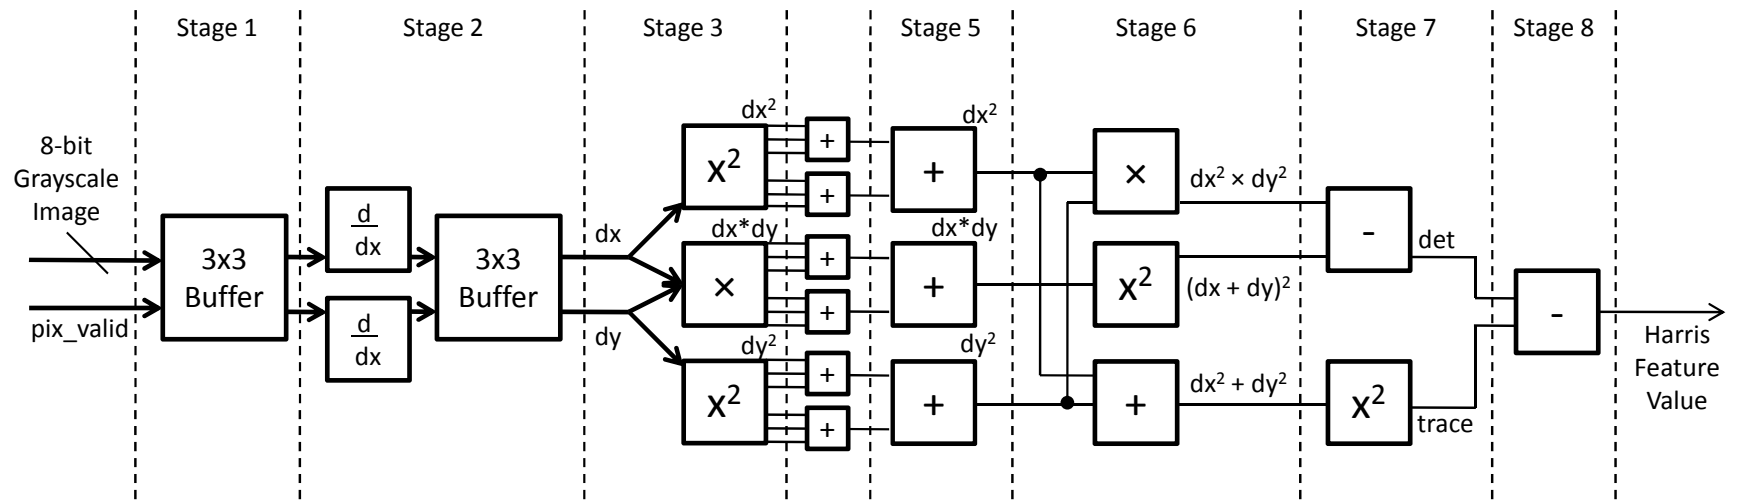 Stage 1
Stage 2
Stage 3
Stage 5
Stage 6
Stage 7
Stage 8
8-bit
Grayscale
Image
pix_valid
3x3
Buffer
d
dx
d
dx
3x3
Buffer
dx
dy
dx²
x²
dx*dy
×
dy²
x²
+
+
+
+
+
+
dx²
+
dx*dy
+
dy²
+
×
dx² × dy²
x²
(dx + dy)²
+
dx² + dy²
-
det
x²
trace
-
Harris
Feature
Value